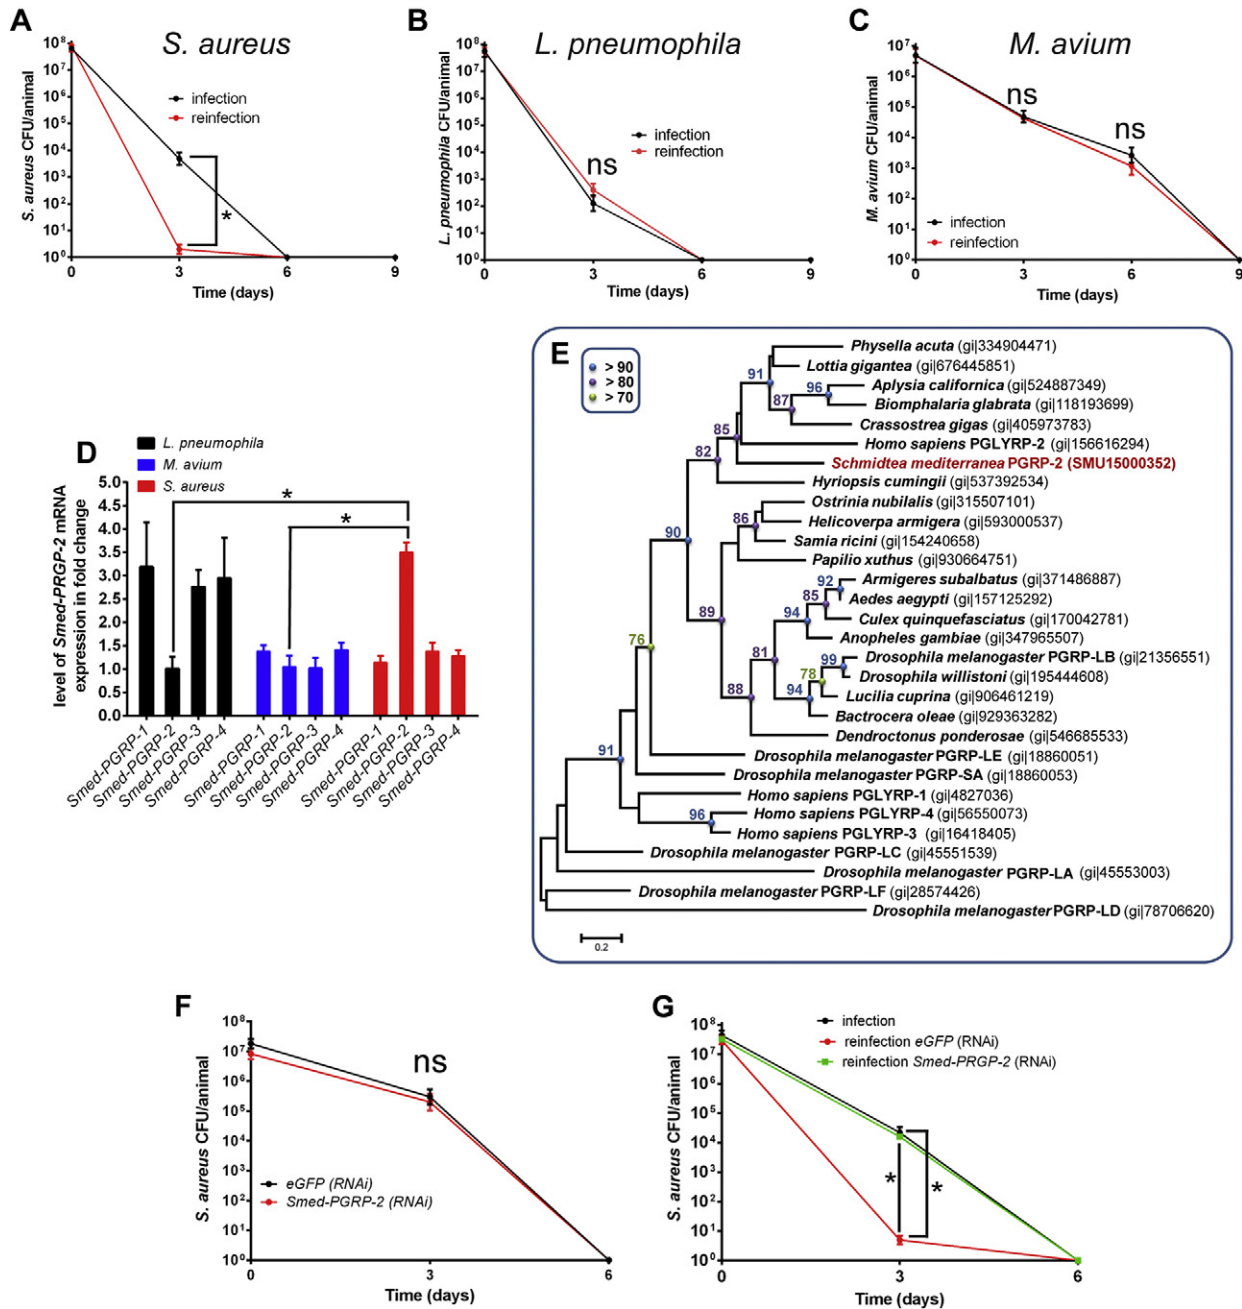 A
S. aureus
S. aureus CFU/animal
10⁸
10⁷
10⁶
10⁵
10⁴
10³
10²
10¹
10⁰
infection
reinfection
*
0 3 6 9
Time (days)
B
L. pneumophila
L. pneumophila CFU/animal
10⁸
10⁷
10⁶
10⁵
10⁴
10³
10²
10¹
10⁰
infection
reinfection
ns
0 3 6 9
Time (days)
C
M. avium
M. avium CFU/animal
10⁷
10⁶
10⁵
10⁴
10³
10²
10¹
10⁰
ns
ns
infection
reinfection
0 3 6 9
Time (days)
D
L. pneumophila
M. avium
S. aureus
level of Smed-PRGP-2 mRNA
expression in fold change
5.0
4.5
4.0
3.5
3.0
2.5
2.0
1.5
1.0
0.5
0.0
*
*
Smed-PGRP-1
Smed-PGRP-2
Smed-PGRP-3
Smed-PGRP-4
Smed-PGRP-1
Smed-PGRP-2
Smed-PGRP-3
Smed-PGRP-4
Smed-PGRP-1
Smed-PGRP-2
Smed-PGRP-3
Smed-PGRP-4
E
> 90
> 80
> 70
Physella acuta (gi|334904471)
Lottia gigantea (gi|676445851)
91
Aplysia californica (gi|524887349)
96
87
Biomphalaria glabrata (gi|118193699)
Crassostrea gigas (gi|405973783)
85
Homo sapiens PGLYRP-2 (gi|156616294)
82
Schmidtea mediterranea PGRP-2 (SMU15000352)
Hyriopsis cumingii (gi|537392534)
Ostrinia nubilalis (gi|315507101)
86
Helicoverpa armigera (gi|593000537)
90
Samia ricini (gi|154240658)
Papilio xuthus (gi|930664751)
92
Armigeres subalbatus (gi|371486887)
85
Aedes aegypti (gi|157125292)
89
94
Culex quinquefasciatus (gi|170042781)
Anopheles gambiae (gi|347965507)
76
81
99
Drosophila melanogaster PGRP-LB (gi|21356551)
78
Drosophila willistoni (gi|195444608)
88
94
Lucilia cuprina (gi|906461219)
Bactrocera oleae (gi|929363282)
Dendroctonus ponderosae (gi|546685533)
91
Drosophila melanogaster PGRP-LE (gi|18860051)
Drosophila melanogaster PGRP-SA (gi|18860053)
Homo sapiens PGLYRP-1 (gi|4827036)
96
Homo sapiens PGLYRP-4 (gi|56550073)
Homo sapiens PGLYRP-3 (gi|16418405)
Drosophila melanogaster PGRP-LC (gi|45551539)
Drosophila melanogaster PGRP-LA (gi|45553003)
Drosophila melanogaster PGRP-LF (gi|28574426)
Drosophila melanogaster PGRP-LD (gi|78706620)
0.2
F
S. aureus CFU/animal
10⁸
10⁷
10⁶
10⁵
10⁴
10³
10²
10¹
10⁰
ns
eGFP (RNAi)
Smed-PGRP-2 (RNAi)
0 3 6
Time (days)
G
S. aureus CFU/animal
10⁸
10⁷
10⁶
10⁵
10⁴
10³
10²
10¹
10⁰
infection
reinfection eGFP (RNAi)
reinfection Smed-PRGP-2 (RNAi)
*
*
0 3 6
Time (days)